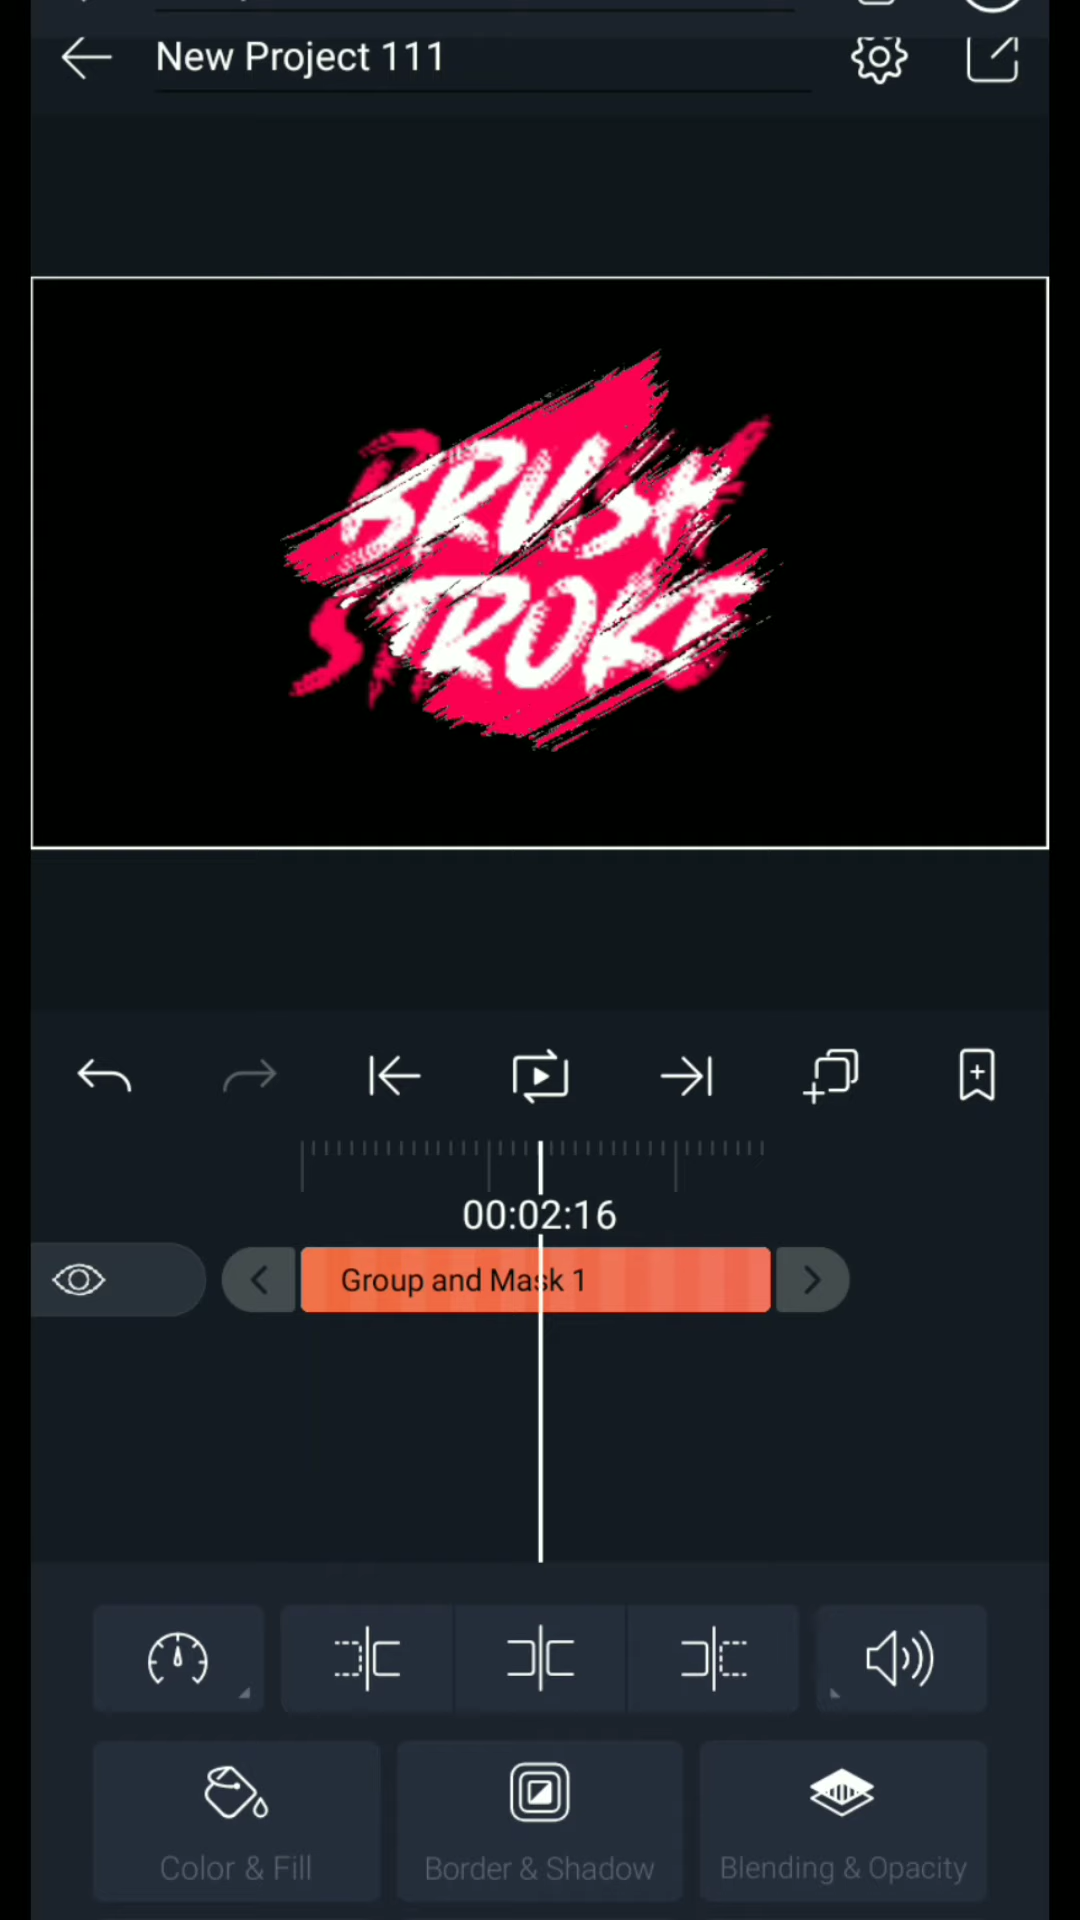 New Project 111
BRUSH
STROKE
00:02:16
Group and Mask 1
Color & Fill
Border & Shadow
Blending & Opacity